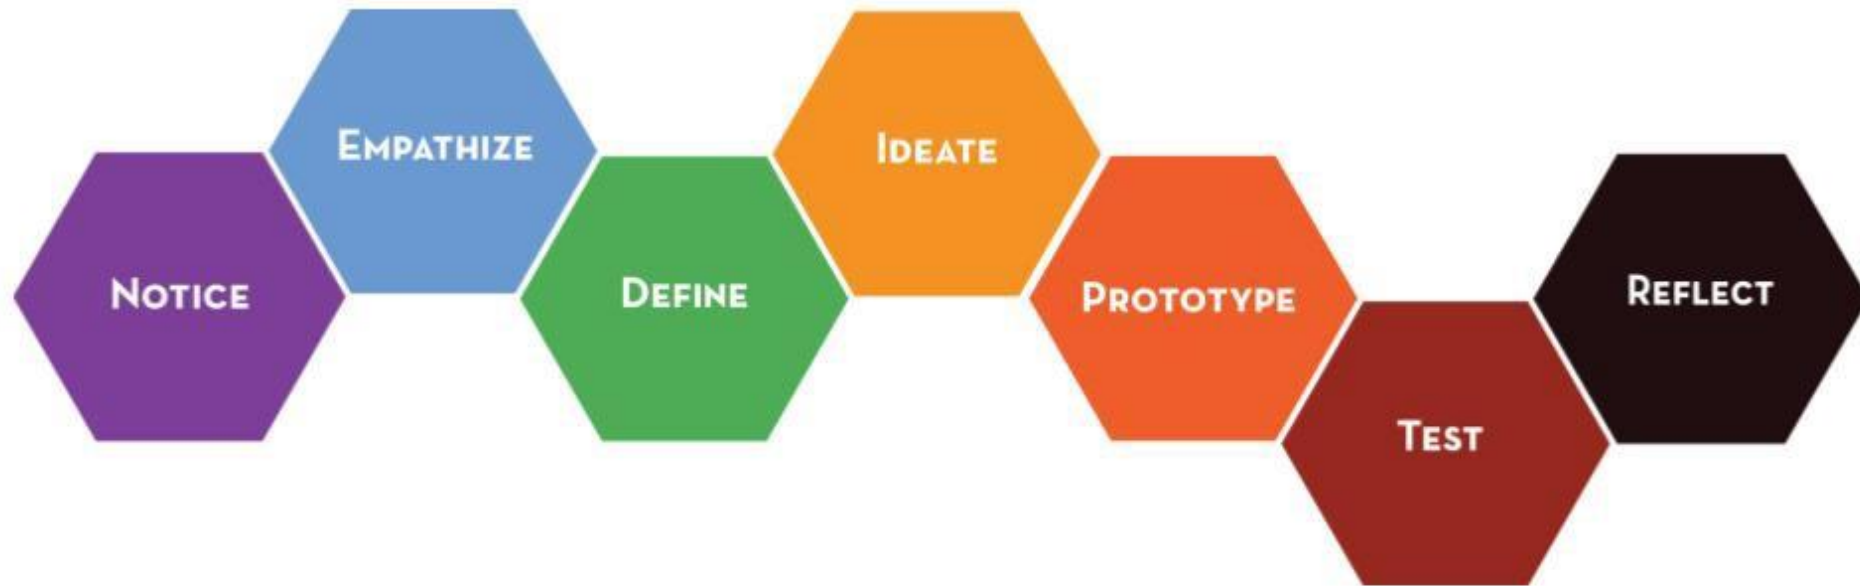 NOTICE
EMPATHIZE
DEFINE
IDEATE
PROTOTYPE
TEST
REFLECT